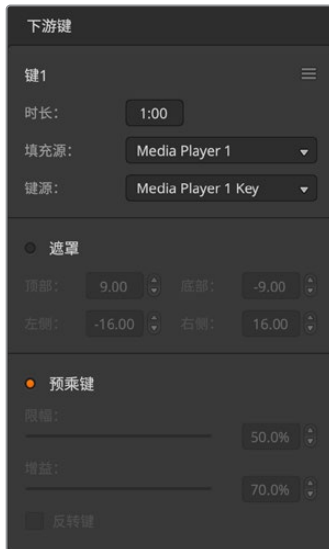 下游键
键1
时长： 1:00
填充源： Media Player 1
键源： Media Player 1 Key
遮罩
顶部： 9.00 底部： -9.00
左侧： -16.00 右侧： 16.00
预乘键
限幅：
50.0%
增益：
70.0%
反转键